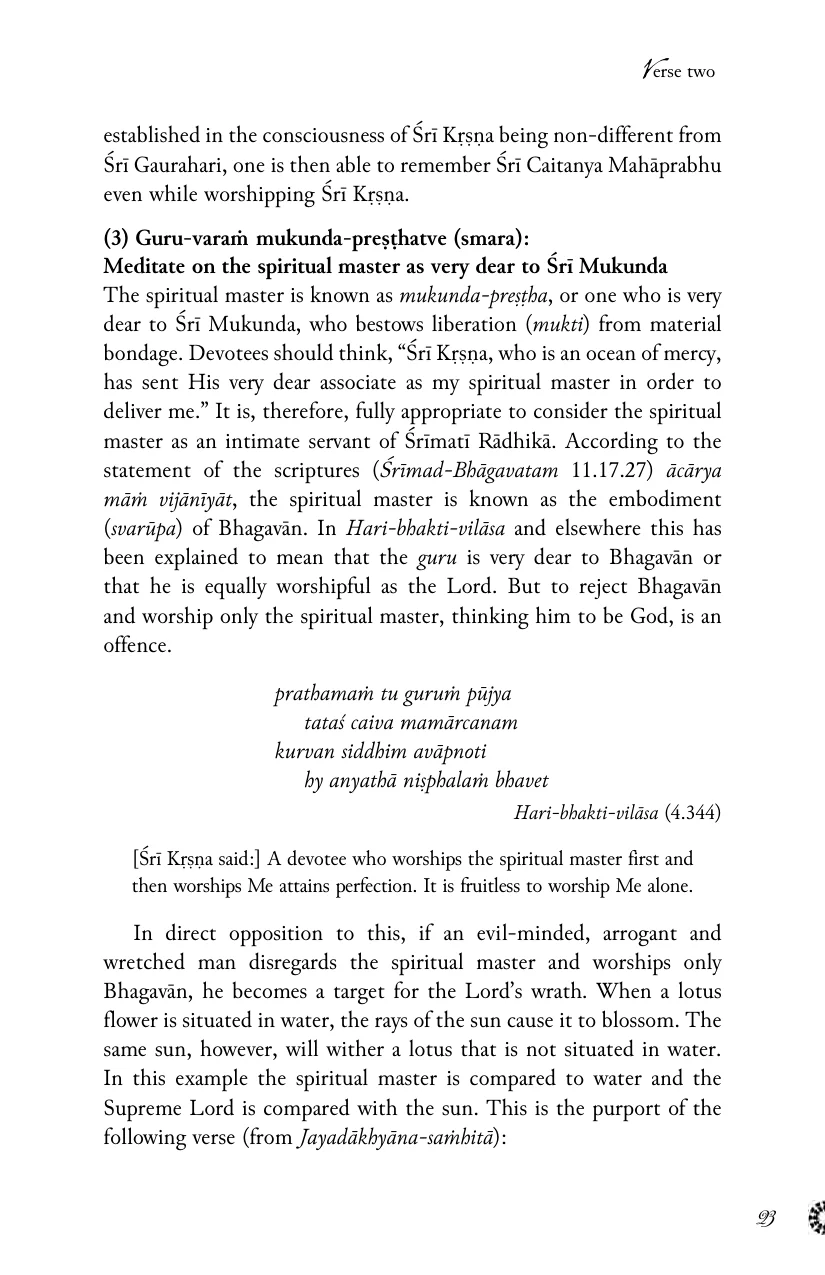 Verse two
established in the consciousness of Śrī Kṛṣṇa being non-different from
Śrī Gaurahari, one is then able to remember Śrī Caitanya Mahāprabhu
even while worshipping Śrī Kṛṣṇa.
(3) Guru-varaṁ mukunda-preṣṭhatve (smara):
Meditate on the spiritual master as very dear to Śrī Mukunda
The spiritual master is known as mukunda-preṣṭha, or one who is very
dear to Śrī Mukunda, who bestows liberation (mukti) from material
bondage. Devotees should think, “Śrī Kṛṣṇa, who is an ocean of mercy,
has sent His very dear associate as my spiritual master in order to
deliver me.” It is, therefore, fully appropriate to consider the spiritual
master as an intimate servant of Śrīmatī Rādhikā. According to the
statement of the scriptures (Śrīmad-Bhāgavatam 11.17.27) ācārya
māṁ vijānīyāt, the spiritual master is known as the embodiment
(svarūpa) of Bhagavān. In Hari-bhakti-vilāsa and elsewhere this has
been explained to mean that the guru is very dear to Bhagavān or
that he is equally worshipful as the Lord. But to reject Bhagavān
and worship only the spiritual master, thinking him to be God, is an
offence.
prathamaṁ tu guruṁ pūjya
tataś caiva mamārcanam
kurvan siddhim avāpnoti
hy anyathā niṣphalaṁ bhavet
Hari-bhakti-vilāsa (4.344)
[Śrī Kṛṣṇa said:] A devotee who worships the spiritual master first and
then worships Me attains perfection. It is fruitless to worship Me alone.
In direct opposition to this, if an evil-minded, arrogant and
wretched man disregards the spiritual master and worships only
Bhagavān, he becomes a target for the Lord’s wrath. When a lotus
flower is situated in water, the rays of the sun cause it to blossom. The
same sun, however, will wither a lotus that is not situated in water.
In this example the spiritual master is compared to water and the
Supreme Lord is compared with the sun. This is the purport of the
following verse (from Jayadākhyāna-saṁhitā):
23